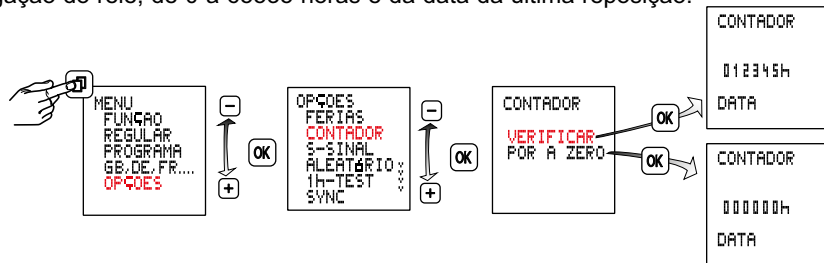 gação do relé, de 0 a 65535 horas e da data da última reposição.
MENU
FUNÇAO
REGULAR
PROGRAMA
GB,DE,FR....
OPÇOES
−
OK
+
OPÇOES
FERIAS
CONTADOR
S-SINAL
ALEATóRIO
1h-TEST
SYNC
−
OK
+
CONTADOR
VERIFICAR
POR A ZERO
OK
OK
CONTADOR
012345h
DATA
CONTADOR
000000h
DATA